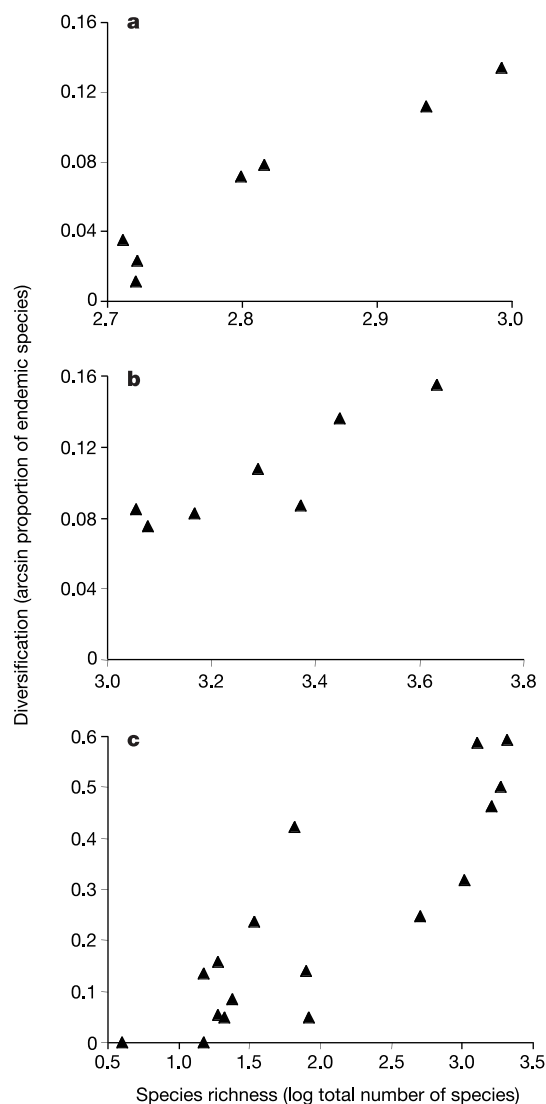 Diversification (arcsin proportion of endemic species)
a
0.16
0.12
0.08
0.04
0
2.7 2.8 2.9 3.0
b
0.16
0.12
0.08
0.04
0
3.0 3.2 3.4 3.6 3.8
c
0.6
0.5
0.4
0.3
0.2
0.1
0
0.5 1.0 1.5 2.0 2.5 3.0 3.5
Species richness (log total number of species)